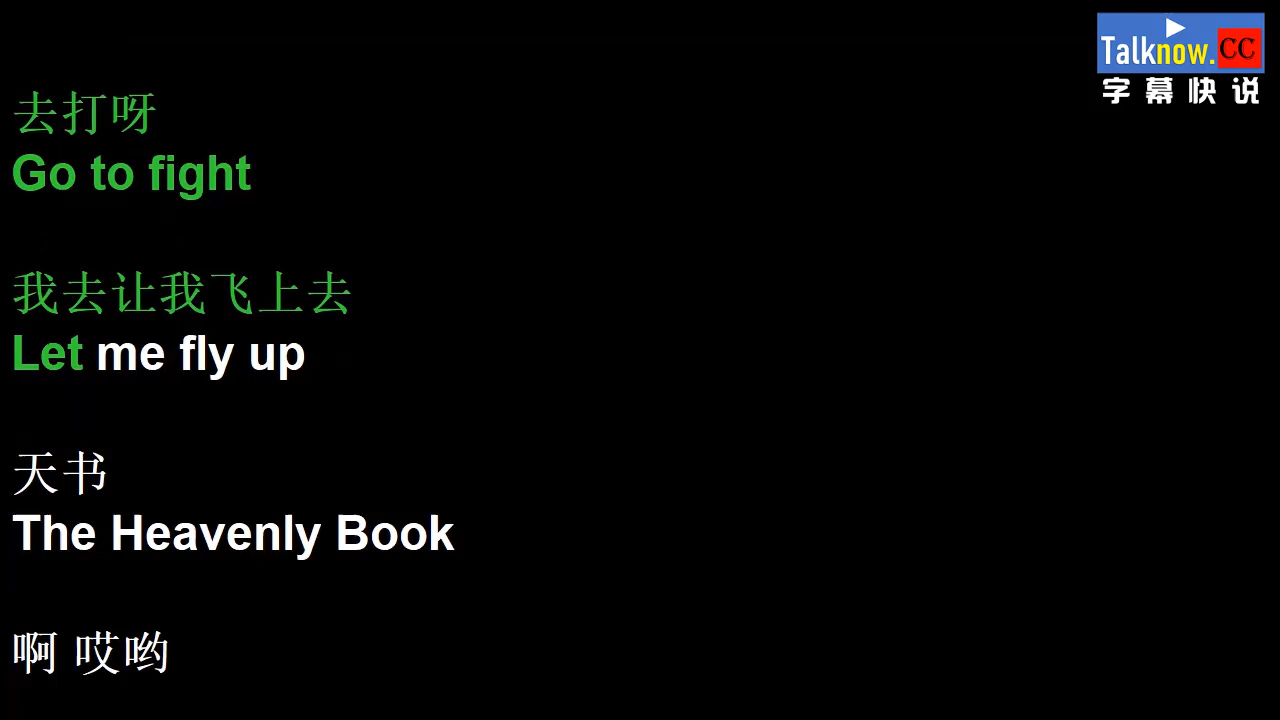 Talknow.CC
字幕快说
去打呀
Go to fight
我去让我飞上去
Let me fly up
天书
The Heavenly Book
啊 哎哟